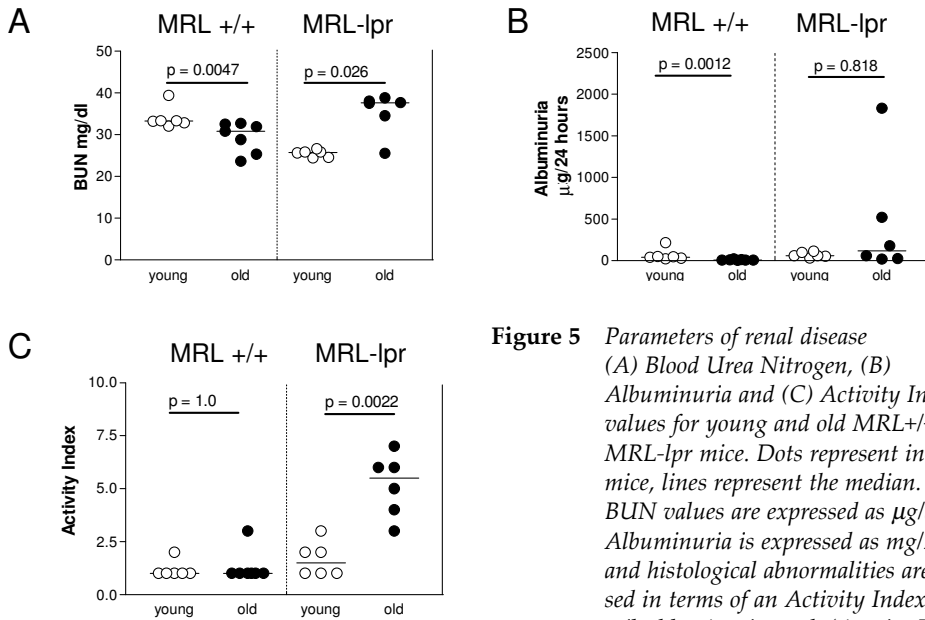 A
MRL +/+ MRL-lpr
p = 0.0047 p = 0.026
BUN mg/dl
50
40
30
20
10
0
young old young old
B
MRL +/+ MRL-lpr
p = 0.0012 p = 0.818
Albuminuria
µg/24 hours
2500
2000
1500
1000
500
0
young old young old
C
MRL +/+ MRL-lpr
p = 1.0 p = 0.0022
Activity Index
10.0
7.5
5.0
2.5
0.0
young old young old
Figure 5 Parameters of renal disease
(A) Blood Urea Nitrogen, (B)
Albuminuria and (C) Activity In
values for young and old MRL+/
MRL-lpr mice. Dots represent in
mice, lines represent the median.
BUN values are expressed as µg/
Albuminuria is expressed as mg/
and histological abnormalities are
sed in terms of an Activity Index